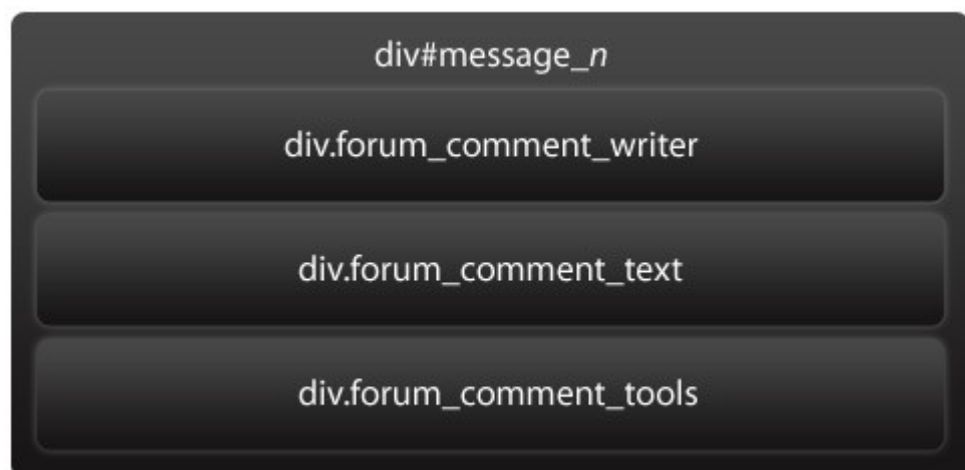 div#message_n
div.forum_comment_writer
div.forum_comment_text
div.forum_comment_tools